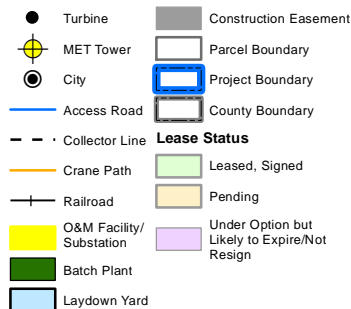 Turbine
MET Tower
City
Access Road
Collector Line
Crane Path
Railroad
O&M Facility/
Substation
Batch Plant
Laydown Yard
Construction Easement
Parcel Boundary
Project Boundary
County Boundary
Lease Status
Leased, Signed
Pending
Under Option but
Likely to Expire/Not
Resign